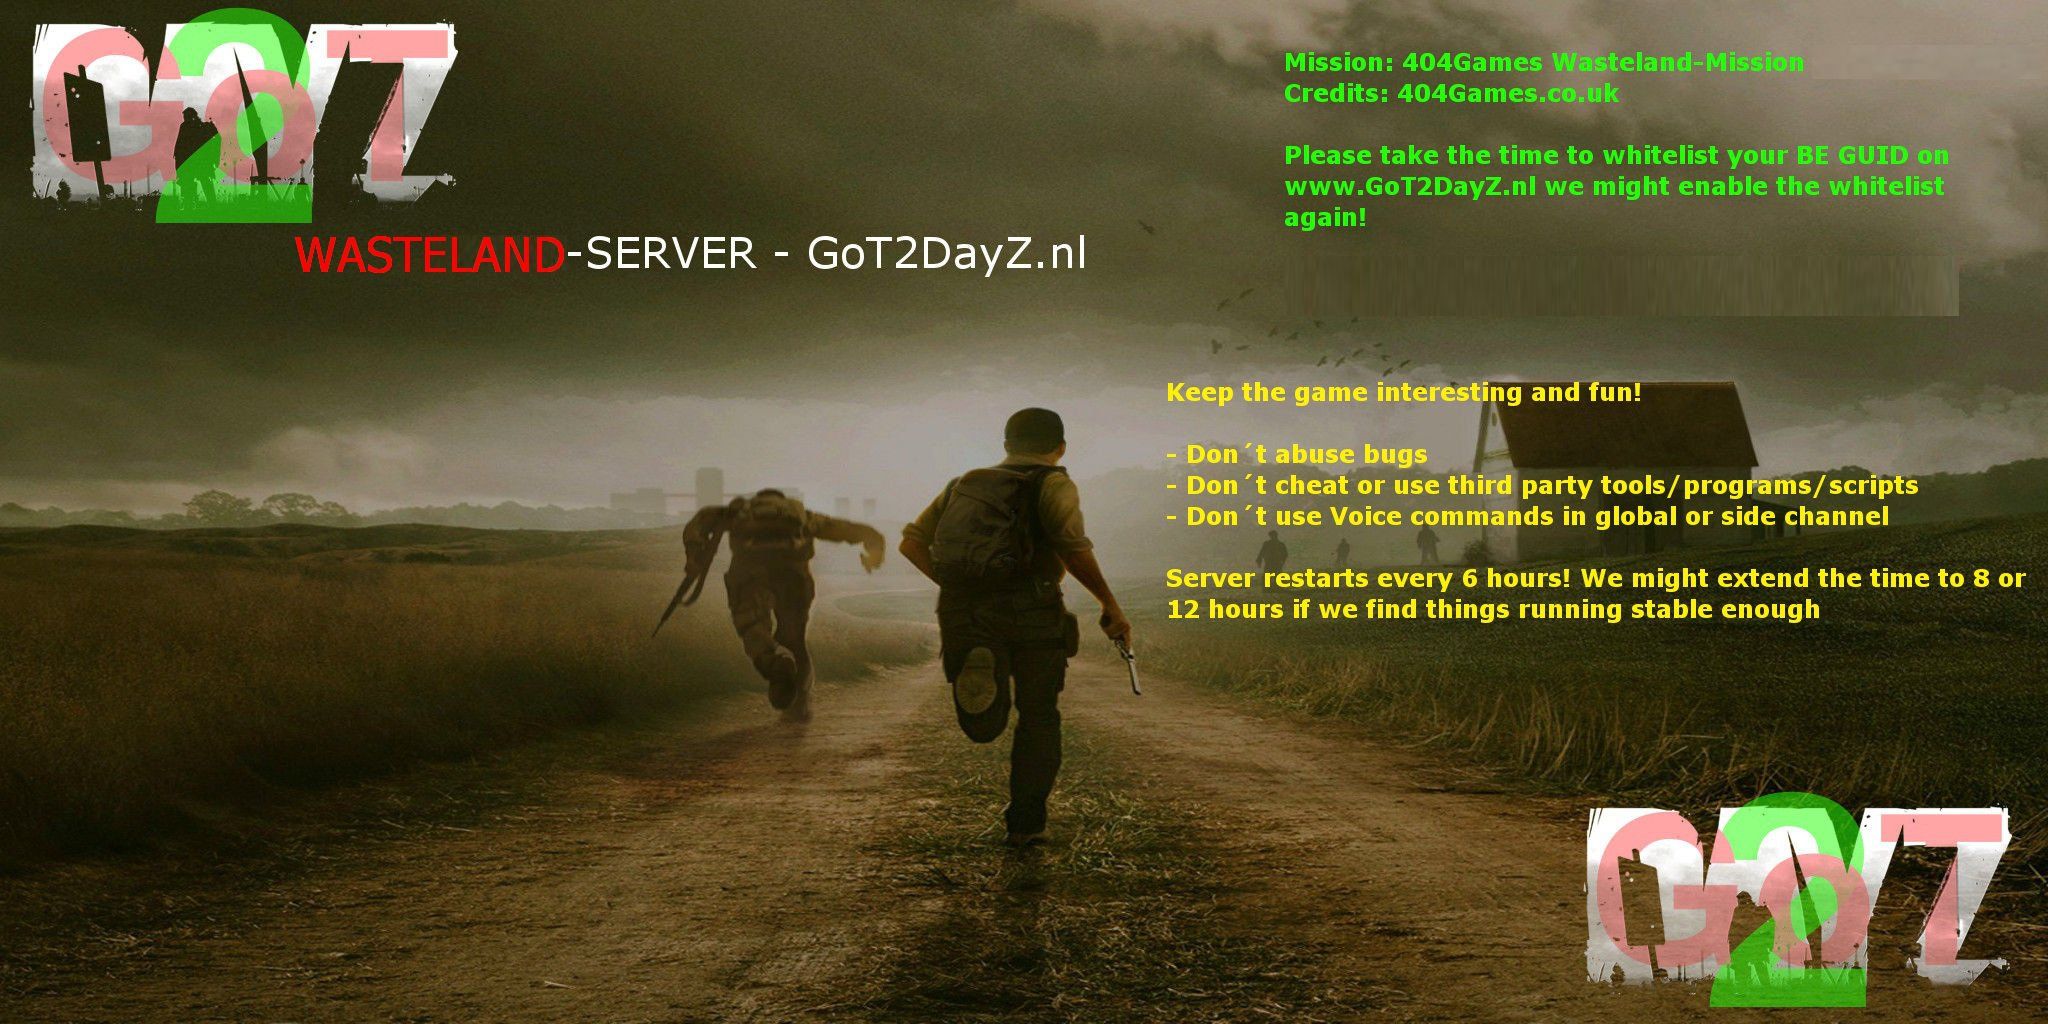 GoT
2
WASTELAND-SERVER - GoT2DayZ.nl
Mission: 404Games Wasteland-Mission
Credits: 404Games.co.uk
Please take the time to whitelist your BE GUID on
www.GoT2DayZ.nl we might enable the whitelist
again!
Keep the game interesting and fun!
- Don´t abuse bugs
- Don´t cheat or use third party tools/programs/scripts
- Don´t use Voice commands in global or side channel
Server restarts every 6 hours! We might extend the time to 8 or
12 hours if we find things running stable enough
GoT
2